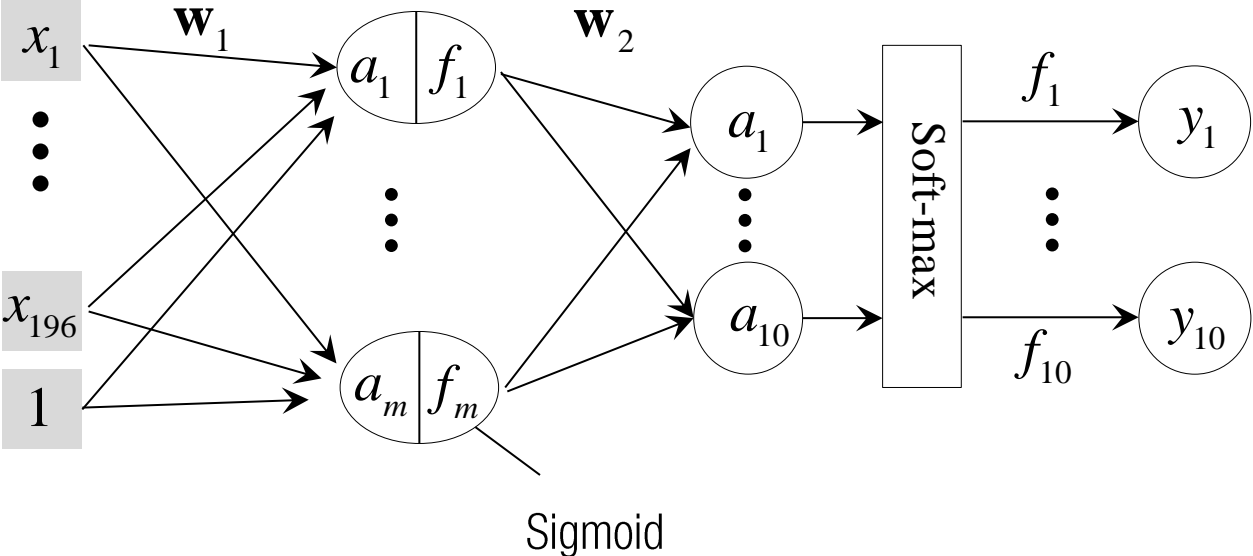 x₁
w₁
a₁ f₁
w₂
a₁
Soft-max
f₁
y₁
x₁₉₆
1
aₘ fₘ
a₁₀
f₁₀
y₁₀
Sigmoid